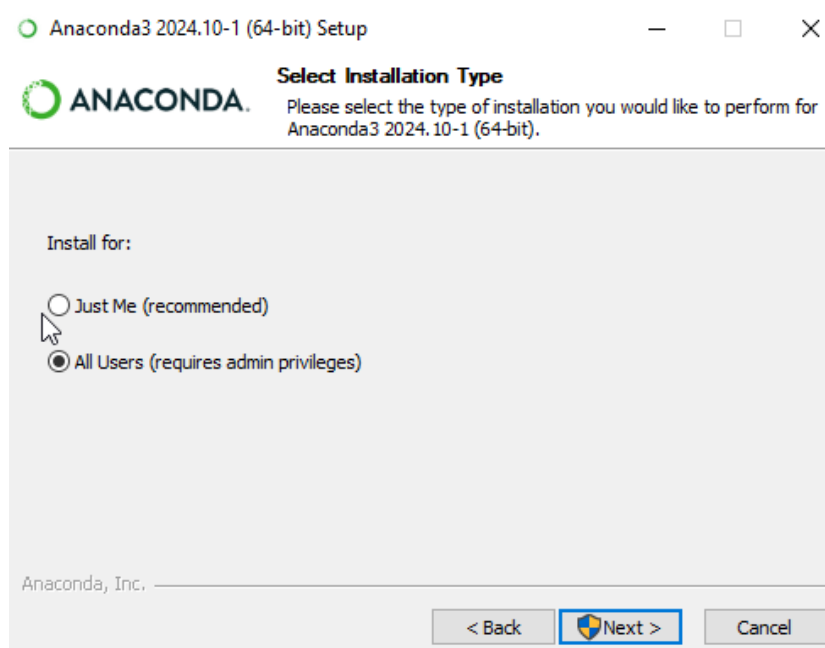 Anaconda3 2024.10-1 (64-bit) Setup
ANACONDA.
Select Installation Type
Please select the type of installation you would like to perform for
Anaconda3 2024.10-1 (64-bit).
Install for:
Just Me (recommended)
All Users (requires admin privileges)
Anaconda, Inc.
< Back
Next >
Cancel